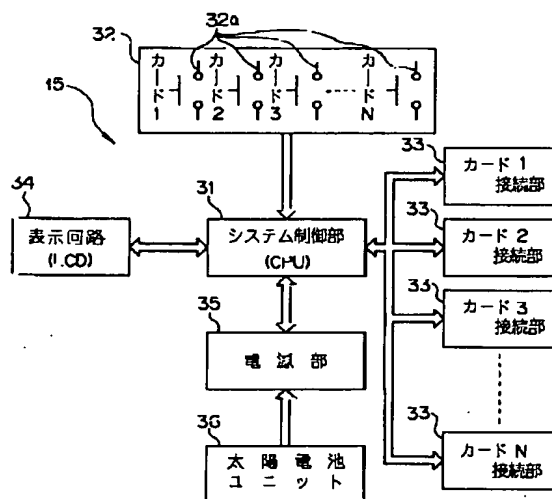 32
32a
カード1
カード2
カード3
カードN
15
34
表示回路
(LCD)
31
システム制御部
(CPU)
33
カード 1
接続部
33
カード 2
接続部
33
カード 3
接続部
33
カード N
接続部
35
電源部
36
太陽電池
ユニット